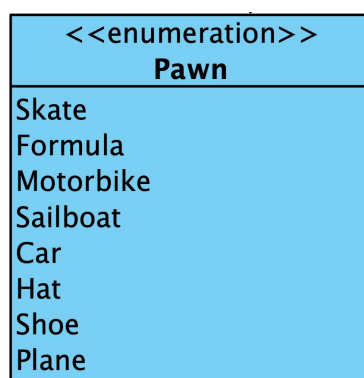 <<enumeration>>
Pawn
Skate
Formula
Motorbike
Sailboat
Car
Hat
Shoe
Plane